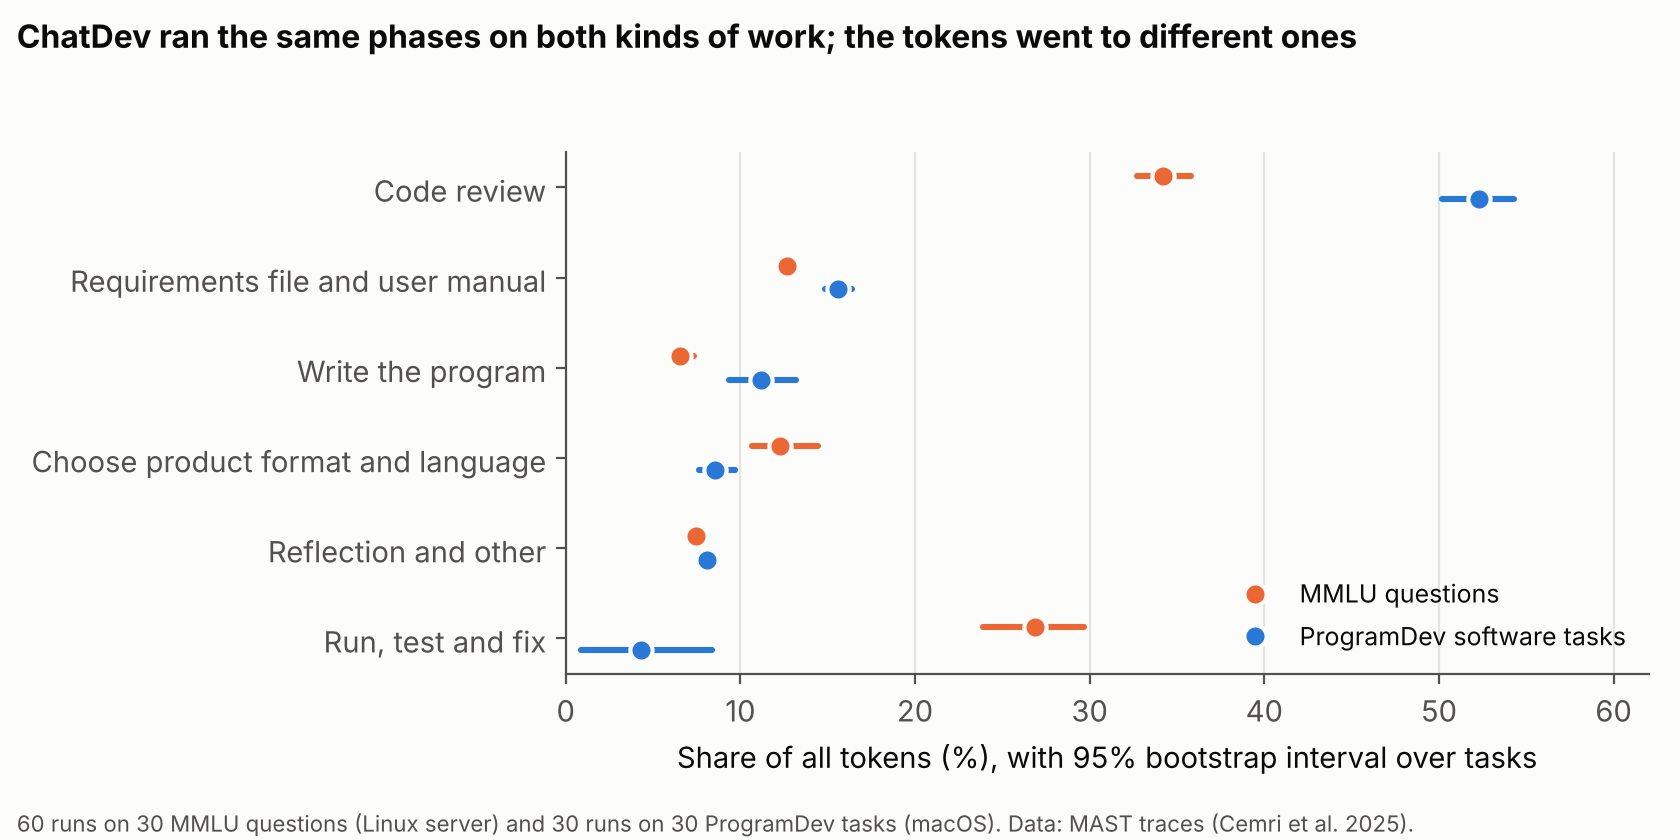 ChatDev ran the same phases on both kinds of work; the tokens went to different ones
Code review
Requirements file and user manual
Write the program
Choose product format and language
Reflection and other
Run, test and fix
MMLU questions
ProgramDev software tasks
0 10 20 30 40 50 60
Share of all tokens (%), with 95% bootstrap interval over tasks
60 runs on 30 MMLU questions (Linux server) and 30 runs on 30 ProgramDev tasks (macOS). Data: MAST traces (Cemri et al. 2025).